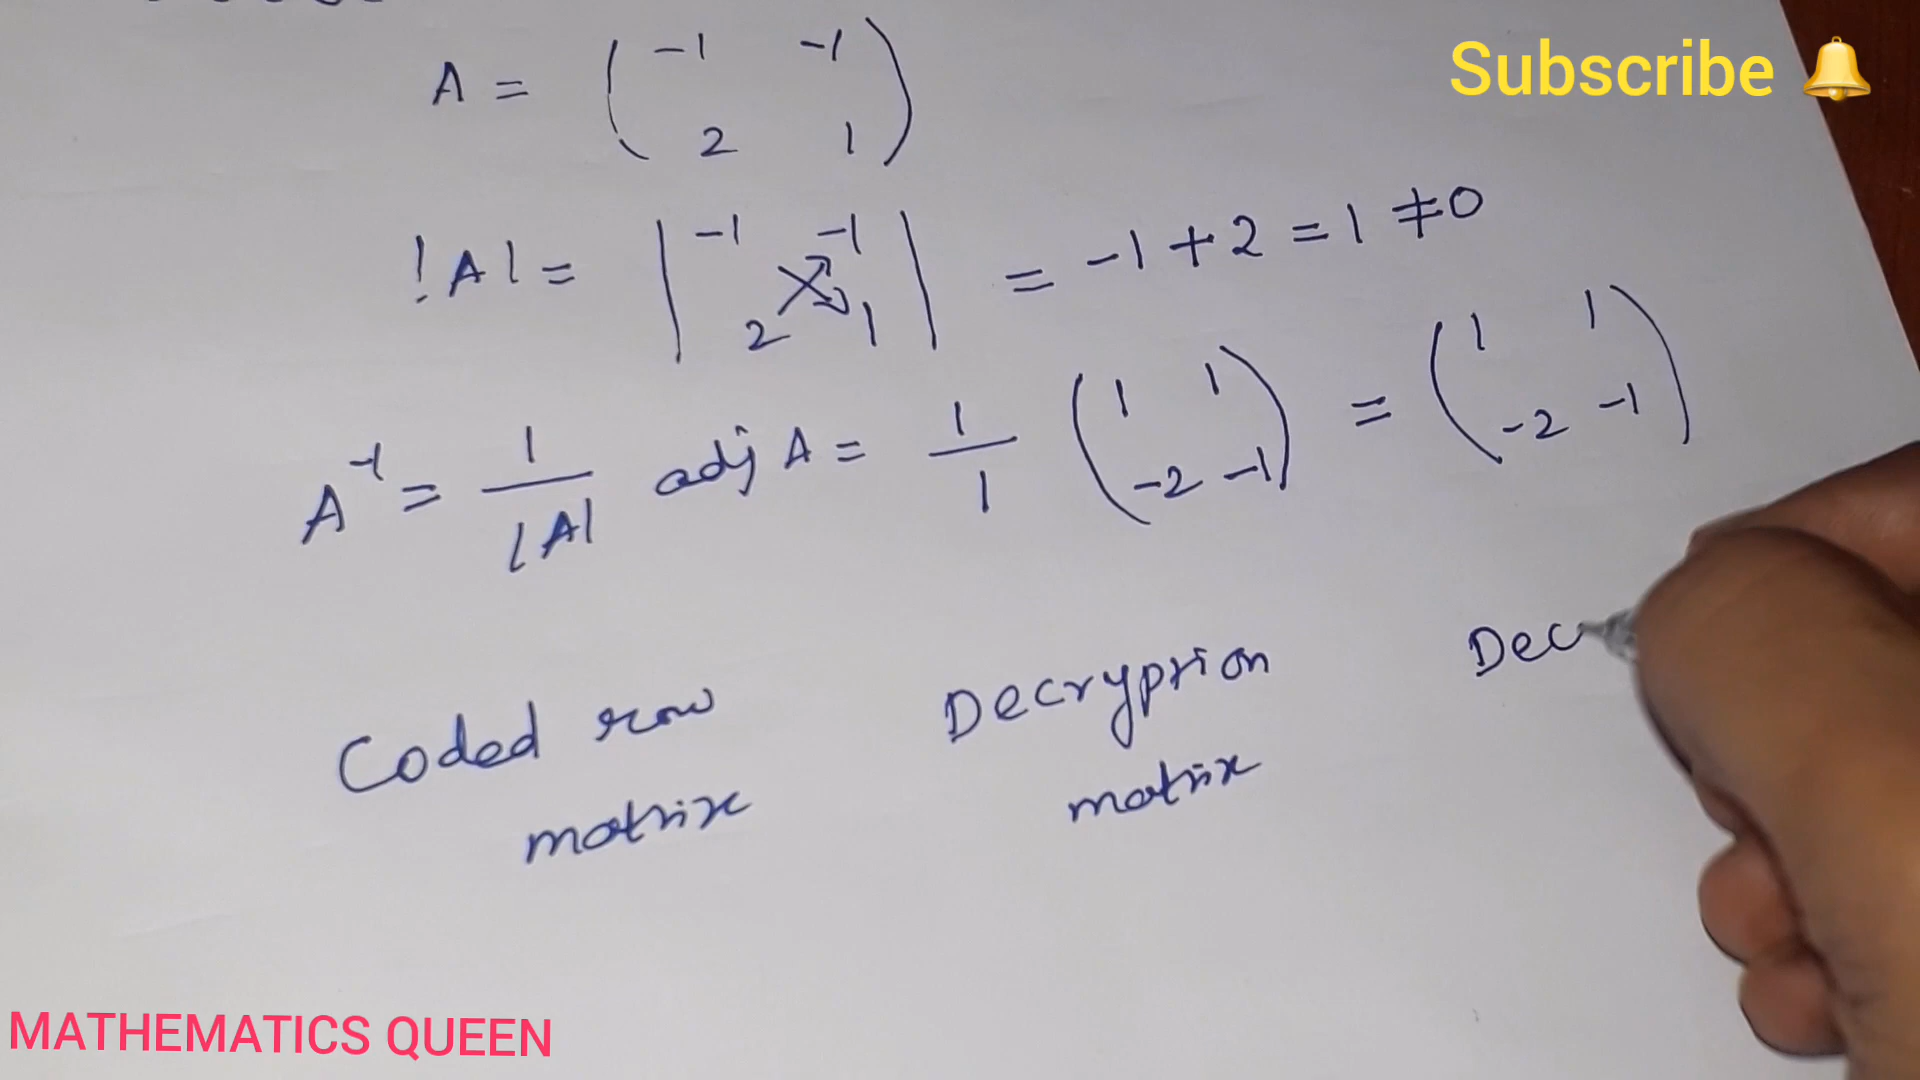 Subscribe 🔔
A = ( -1 -1
2 1 )
|A| = | -1 -1
2 1 | = -1 + 2 = 1 ≠ 0
A⁻¹ = 1/|A| adj A = 1/1 ( 1 1
-2 -1 ) = ( 1 1
-2 -1 )
Coded row matrix
Decryption matrix
Dec
MATHEMATICS QUEEN